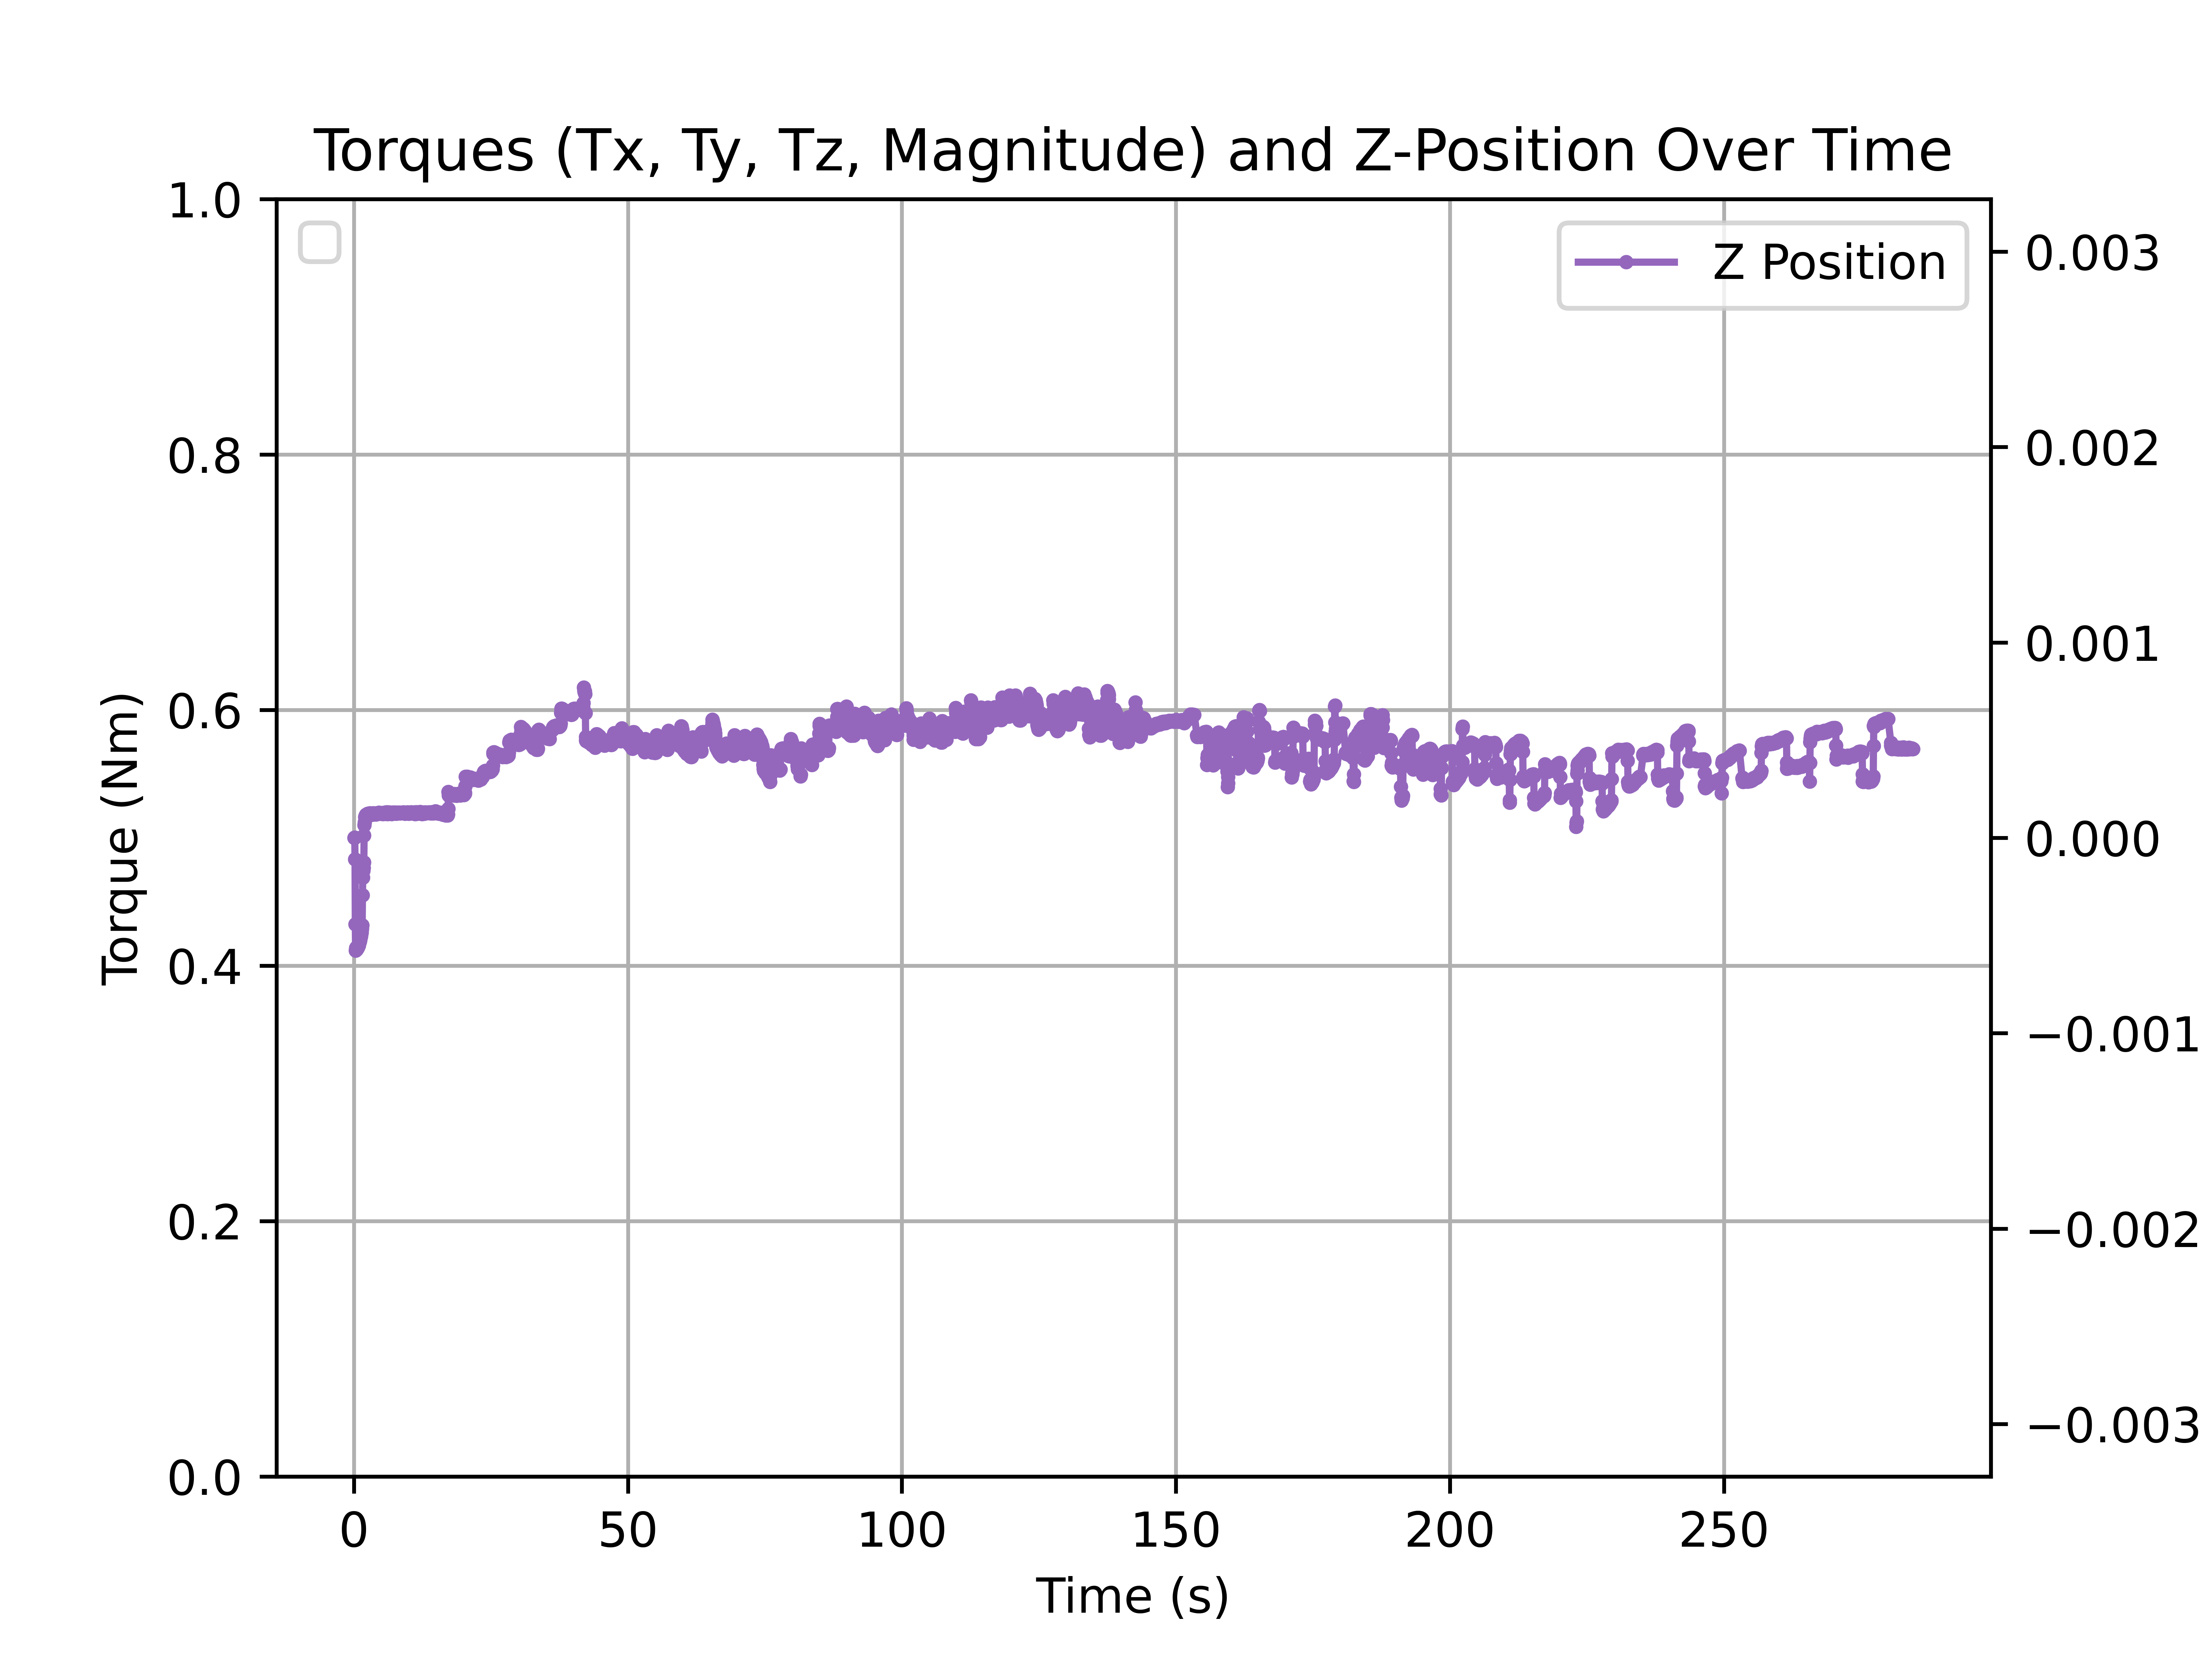 Torques (Tx, Ty, Tz, Magnitude) and Z-Position Over Time
Z Position
Torque (Nm)
1.0
0.8
0.6
0.4
0.2
0.0
0.003
0.002
0.001
0.000
−0.001
−0.002
−0.003
0 50 100 150 200 250
Time (s)